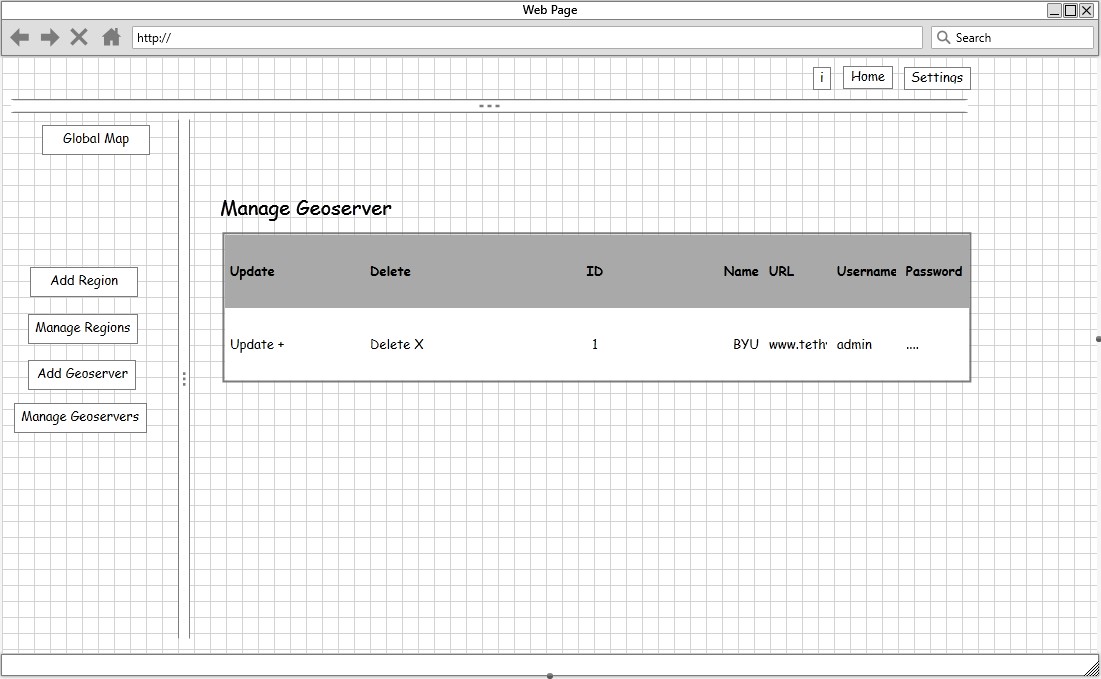 Web Page
http://
Search
i Home Settings
Global Map
Manage Geoserver
Update Delete ID Name URL Username Password
Add Region
Manage Regions
Update + Delete X 1 BYU www.teth admin ....
Add Geoserver
Manage Geoservers